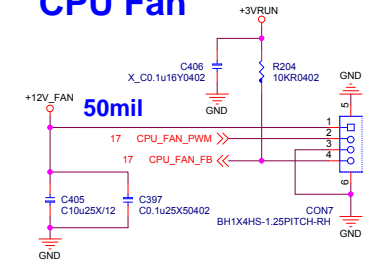 CPU Fan
+3VRUN
C406
X_C0.1u16Y0402
R204
10KR0402
GND
GND
+12V_FAN
50mil
5
1
17 CPU_FAN_PWM
2
3
17 CPU_FAN_FB
4
6
C405
C10u25X/12
C397
C0.1u25X50402
CON7
BH1X4HS-1.25PITCH-RH
GND
GND